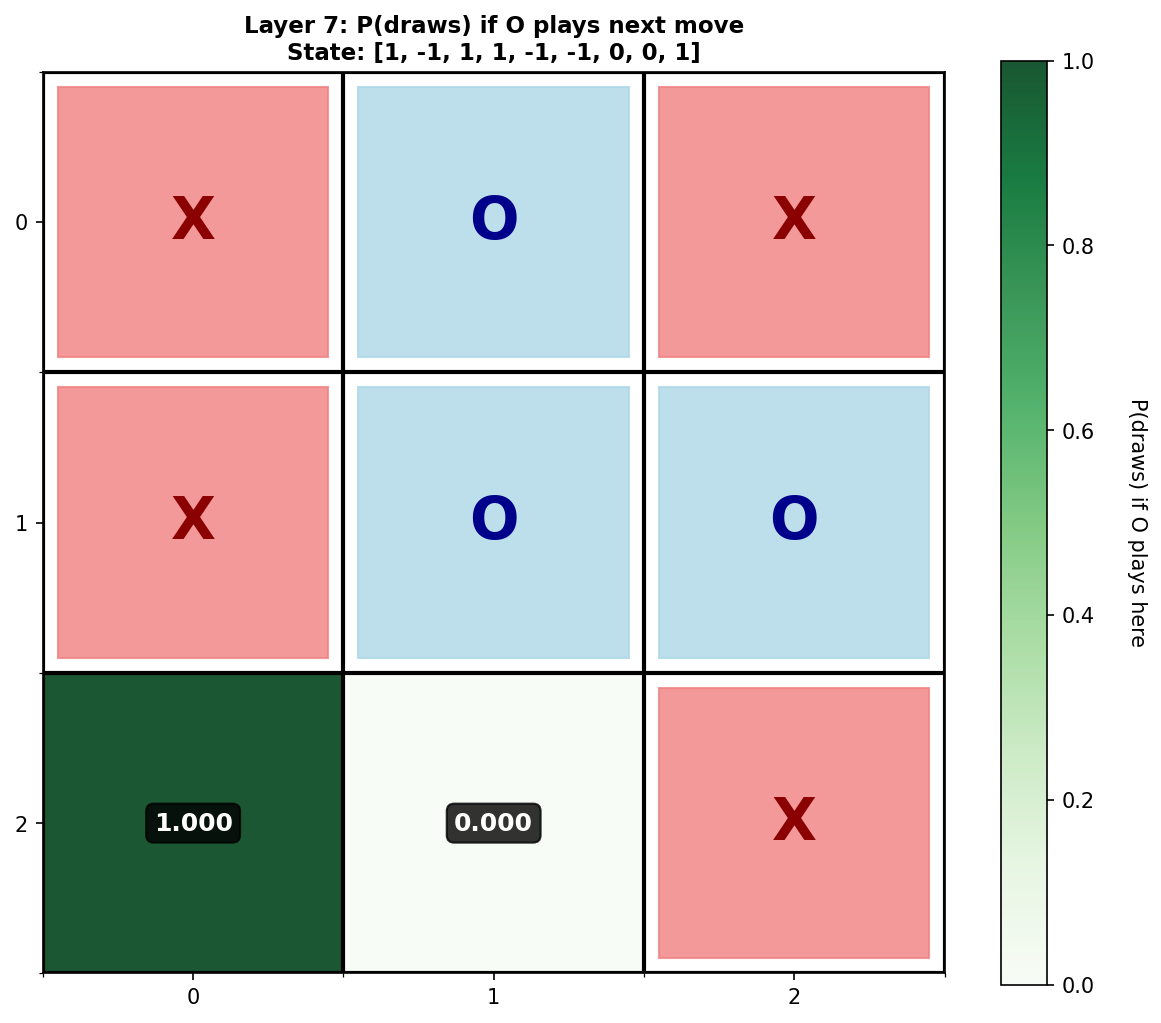 Layer 7: P(draws) if O plays next move
State: [1, -1, 1, 1, -1, -1, 0, 0, 1]
X
O
X
X
O
O
1.000
0.000
X
0
1
2
0
1
2
1.0
0.8
0.6
0.4
0.2
0.0
P(draws) if O plays here